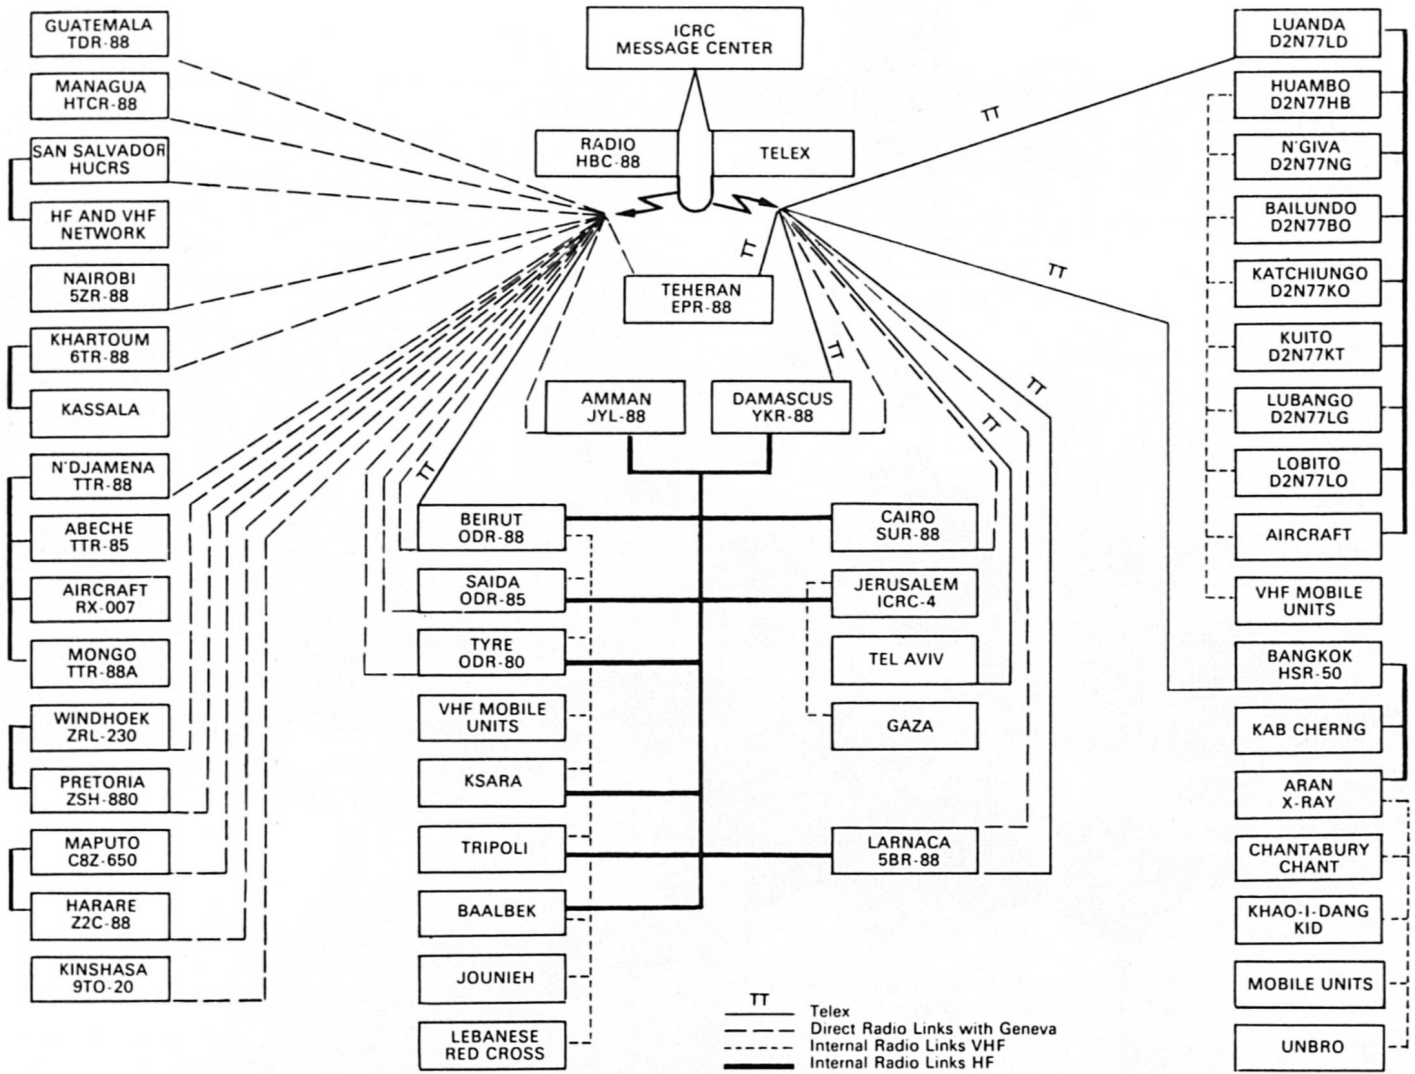 ICRC
MESSAGE CENTER
RADIO
HBC-88
TELEX
TEHERAN
EPR-88
AMMAN
JYL-88
DAMASCUS
YKR-88
GUATEMALA
TDR-88
MANAGUA
HTCR-88
SAN SALVADOR
HUCRS
HF AND VHF
NETWORK
NAIROBI
5ZR-88
KHARTOUM
6TR-88
KASSALA
N'DJAMENA
TTR-88
ABECHE
TTR-85
AIRCRAFT
RX-007
MONGO
TTR-88A
WINDHOEK
ZRL-230
PRETORIA
ZSH-880
MAPUTO
C8Z-650
HARARE
Z2C-88
KINSHASA
9TO-20
BEIRUT
ODR-88
SAIDA
ODR-85
TYRE
ODR-80
VHF MOBILE
UNITS
KSARA
TRIPOLI
BAALBEK
JOUNIEH
LEBANESE
RED CROSS
CAIRO
SUR-88
JERUSALEM
ICRC-4
TEL AVIV
GAZA
LARNACA
5BR-88
LUANDA
D2N77LD
HUAMBO
D2N77HB
N'GIVA
D2N77NG
BAILUNDO
D2N77BO
KATCHIUNGO
D2N77KO
KUITO
D2N77KT
LUBANGO
D2N77LG
LOBITO
D2N77LO
AIRCRAFT
VHF MOBILE
UNITS
BANGKOK
HSR-50
KAB CHERNG
ARAN
X-RAY
CHANTABURY
CHANT
KHAO-I-DANG
KID
MOBILE UNITS
UNBRO
TT
TT
TT
TT
TT
TT
TT
TT
Telex
Direct Radio Links with Geneva
Internal Radio Links VHF
Internal Radio Links HF